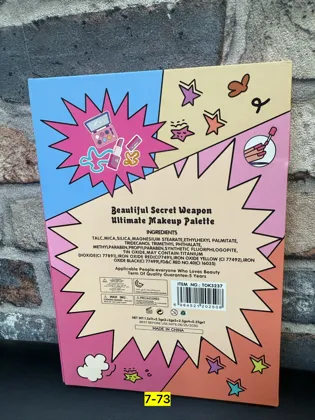 Beautiful Secret Weapon
Ultimate Makeup Palette
INGREDIENTS
TALC,MICA,SILICA,MAGNESIUM STEARATE,ETHYLHEXYL PALMITATE,
TRIDECANOL TRIMETHYL PHTHALATE,
METHYLPARABEN,PROPYLPARABEN,SYNTHETIC FLUORPHLOGOPITE,
TIN OXIDE,MAY CONTAIN:TITANIUM
DIOXIDE(CI 77891),IRON OXIDE RED(CI77491),IRON OXIDE YELLOW (CI 77492),IRON
OXIDE BLACK(CI 77499),FD&C RED NO.40(CI 16035)
Applicable People:everyone Who Loves Beauty
Term Of Quality Guarantee:3 Years
ITEM NO: TOK3237
MADE IN CHINA
7-73